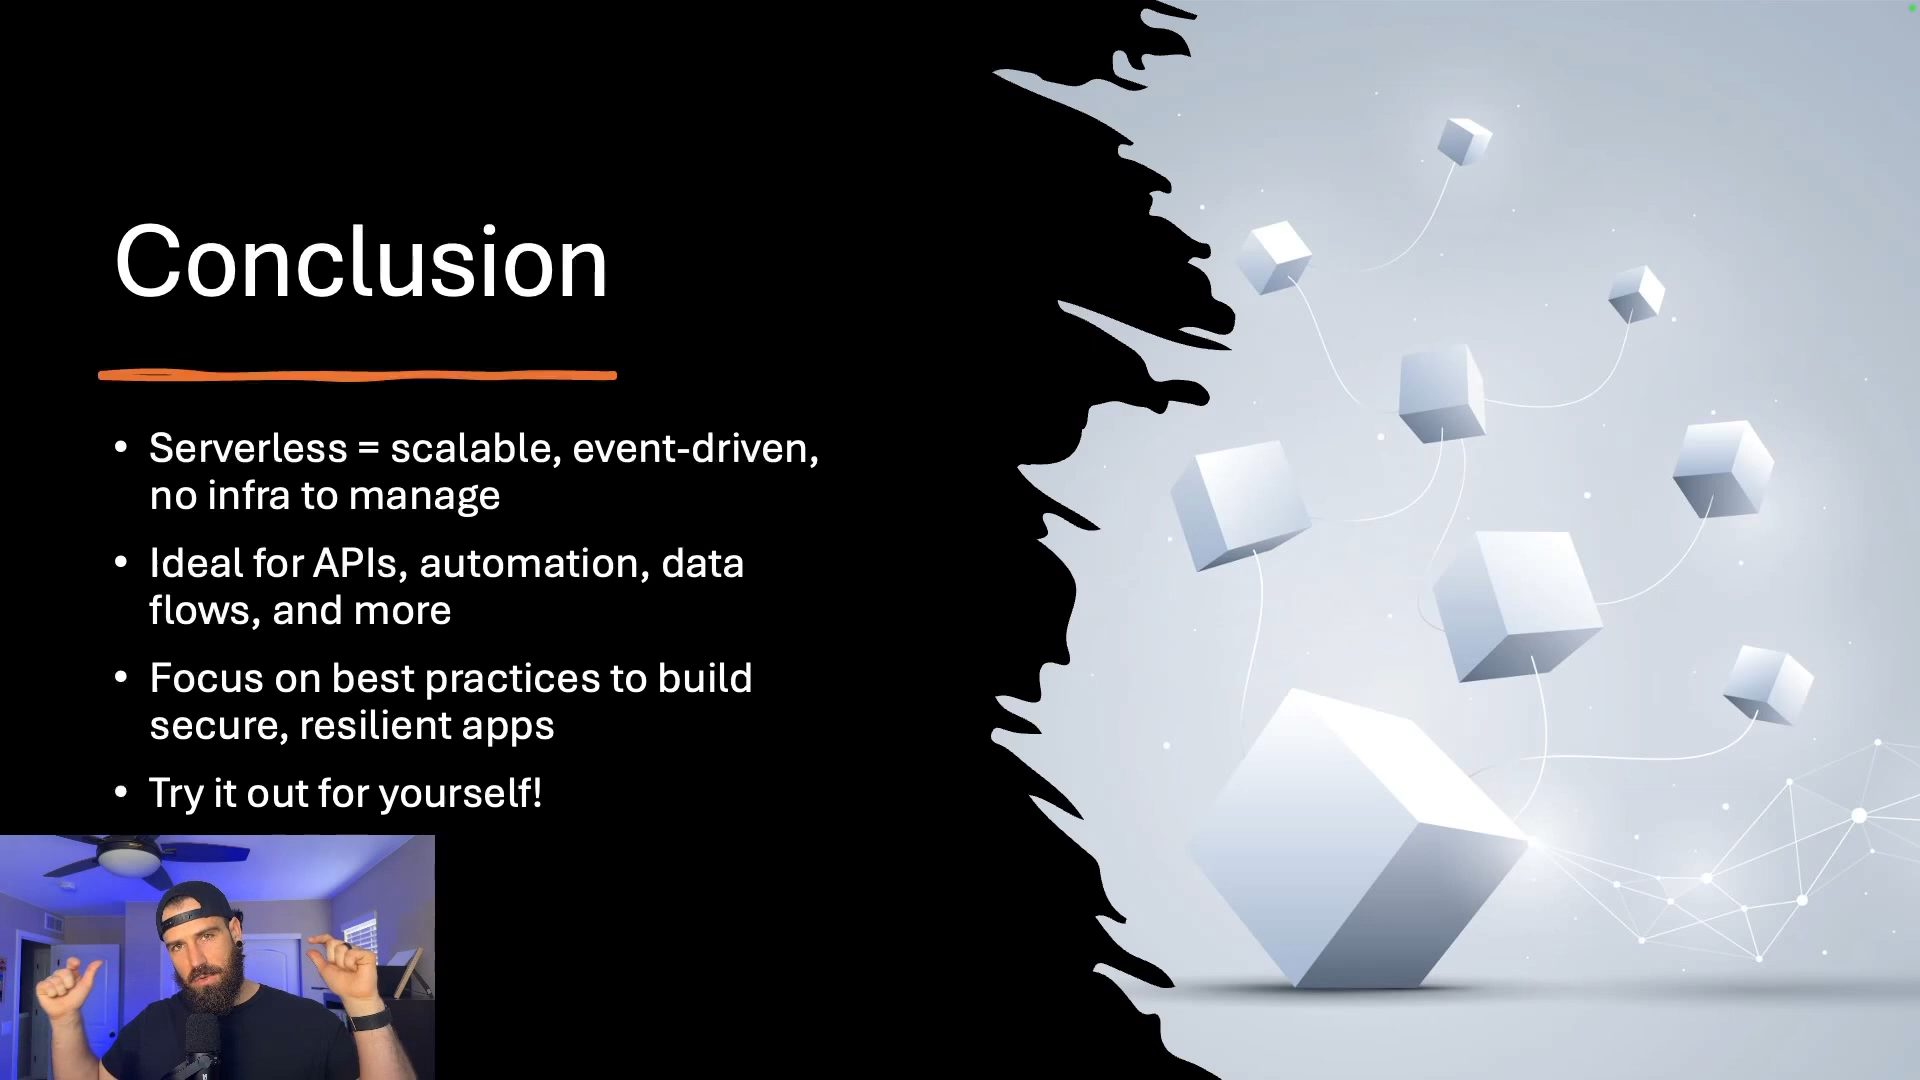 Conclusion
• Serverless = scalable, event-driven,
no infra to manage
• Ideal for APIs, automation, data
flows, and more
• Focus on best practices to build
secure, resilient apps
• Try it out for yourself!